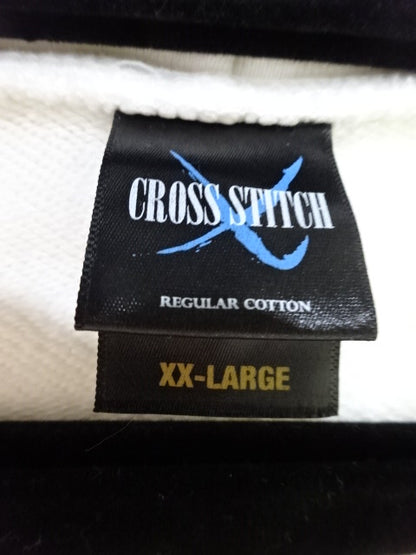 CROSS STITCH
REGULAR COTTON
XX-LARGE